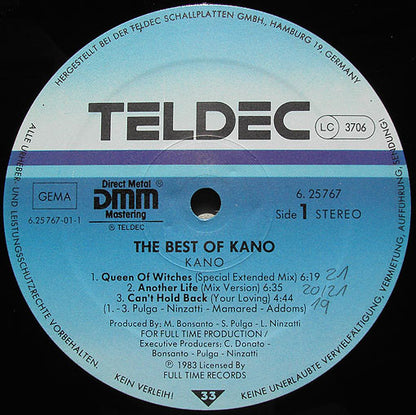 HERGESTELLT BEI DER TELDEC SCHALLPLATTEN GMBH, HAMBURG 19, GERMANY
TELDEC
LC 3706
GEMA
6.25767-01-1
Direct Metal
DMM
Mastering
℗ TELDEC
6.25767
Side 1 STEREO
THE BEST OF KANO
KANO
1. Queen Of Witches (Special Extended Mix) 6:19 21
2. Another Life (Mix Version) 6:35 20/21
3. Can't Hold Back (Your Loving) 4:44 19
(1. - 3. Pulga - Ninzatti - Mamared - Addoms)
Produced By: M. Bonsanto - S. Pulga - L. Ninzatti
FOR FULL TIME PRODUCTION /
Executive Producers: C. Donato -
Bonsanto - Pulga - Ninzatti
℗ 1983 Licensed By
FULL TIME RECORDS
33
ALLE URHEBER- UND LEISTUNGSSCHUTZRECHTE VORBEHALTEN.
KEIN VERLEIH!
KEINE UNERLAUBTE VERVIELFÄLTIGUNG, VERMIETUNG, AUFFÜHRUNG, SENDUNG!